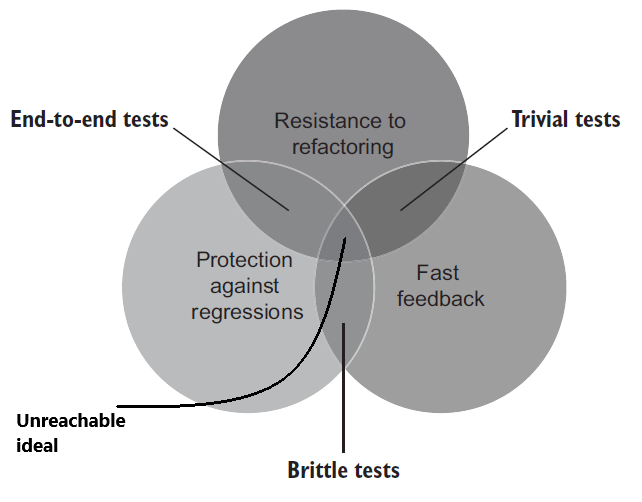 End-to-end tests
Resistance to
refactoring
Trivial tests
Protection
against
regressions
Fast
feedback
Unreachable
ideal
Brittle tests